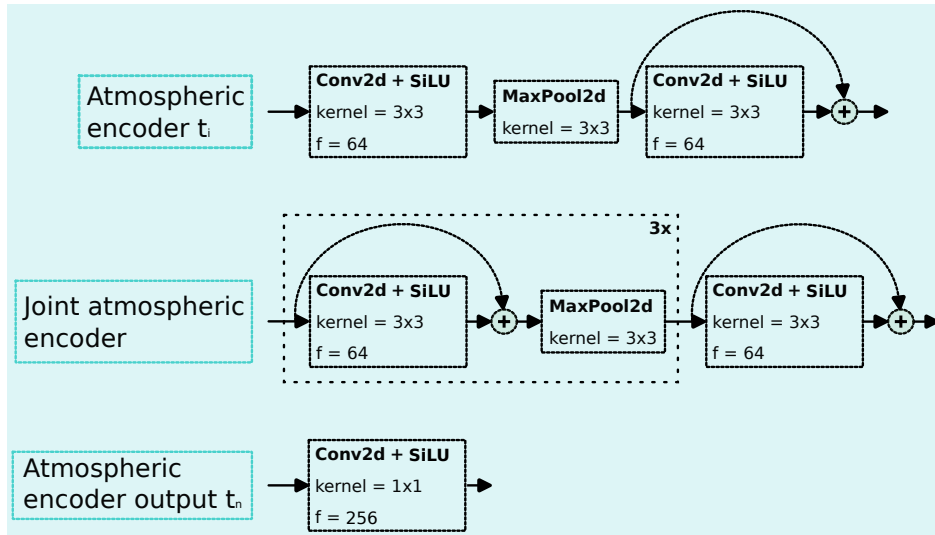 Atmospheric
encoder tᵢ
Conv2d + SiLU
kernel = 3x3
f = 64
MaxPool2d
kernel = 3x3
Conv2d + SiLU
kernel = 3x3
f = 64
+
Joint atmospheric
encoder
3x
Conv2d + SiLU
kernel = 3x3
f = 64
+
MaxPool2d
kernel = 3x3
Conv2d + SiLU
kernel = 3x3
f = 64
+
Atmospheric
encoder output tₙ
Conv2d + SiLU
kernel = 1x1
f = 256